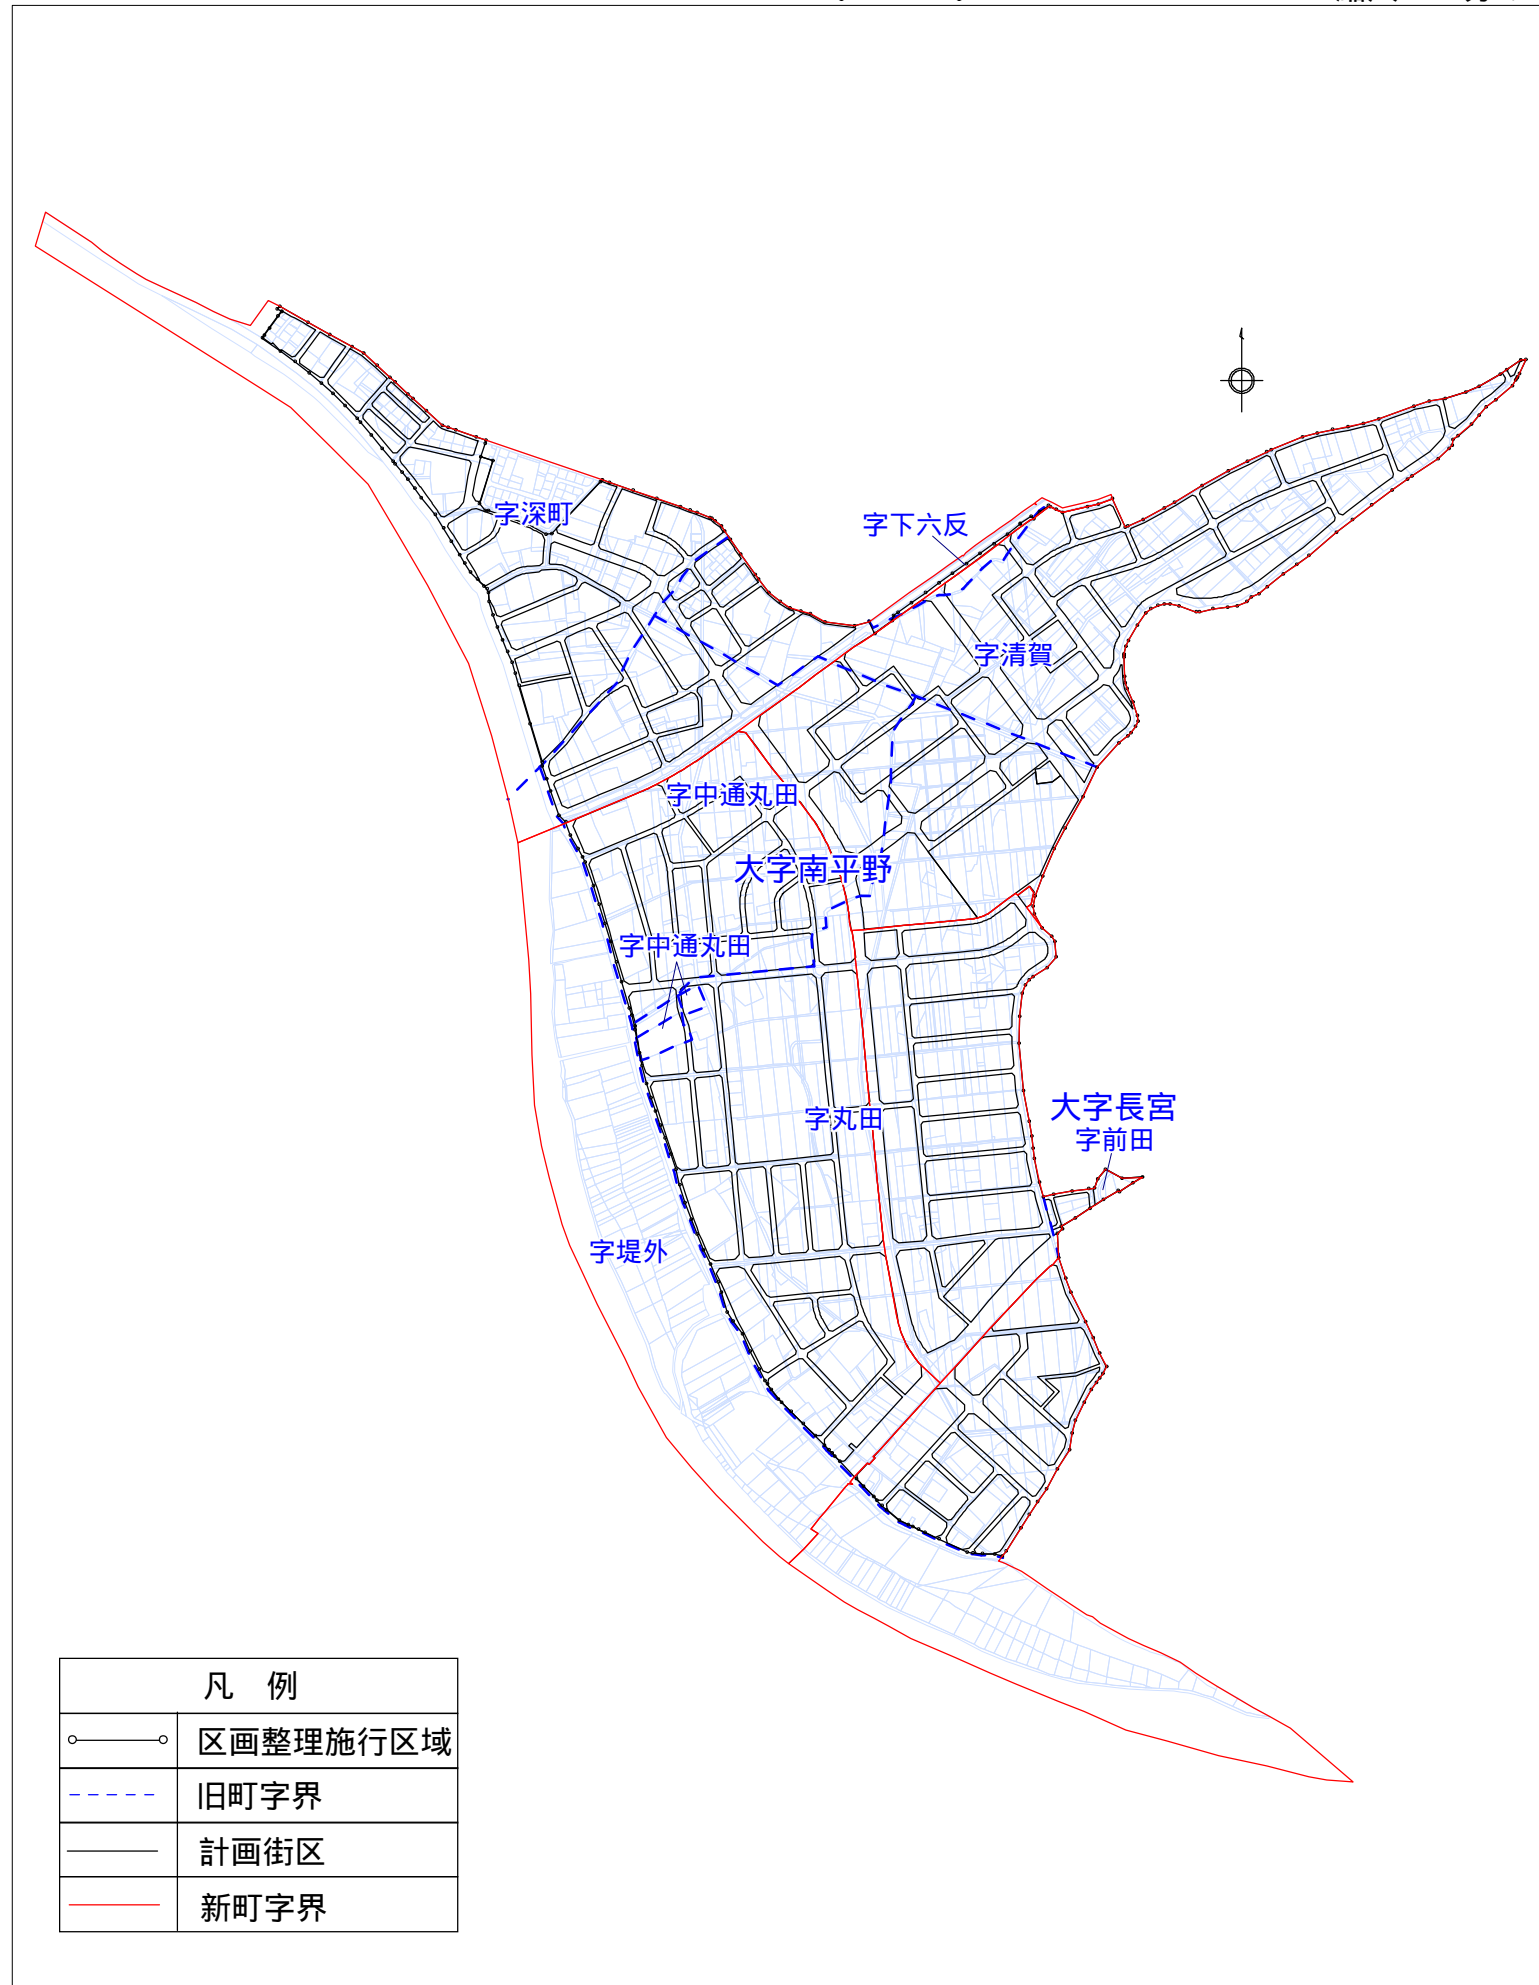 字深町
字下六反
字清賀
字中通丸田
大字南平野
字中通丸田
大字長宮
字丸田
字前田
字堤外
凡 例
区画整理施行区域
旧町字界
計画街区
新町字界